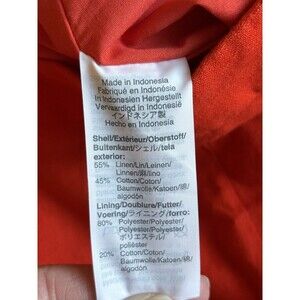 Made in Indonesia
Fabriqué en Indonésie
In Indonesien Hergestellt
Vervaardigd in Indonesië
インドネシア製
Hecho en Indonesia
Shell/Extérieur/Oberstoff/
Buitenkant/シェル/tela
exterior:
55% Linen/Lin/Leinen/
Linnen/麻/lino
45% Cotton/Coton/
Baumwolle/Katoen/綿/
algodón
Lining/Doublure/Futter/
Voering/ライニング/forro:
80% Polyester/Polyester/
Polyester/Polyester/
ポリエステル/
poliéster
20% Cotton/Coton/
Baumwolle/Katoen/綿/
algodón